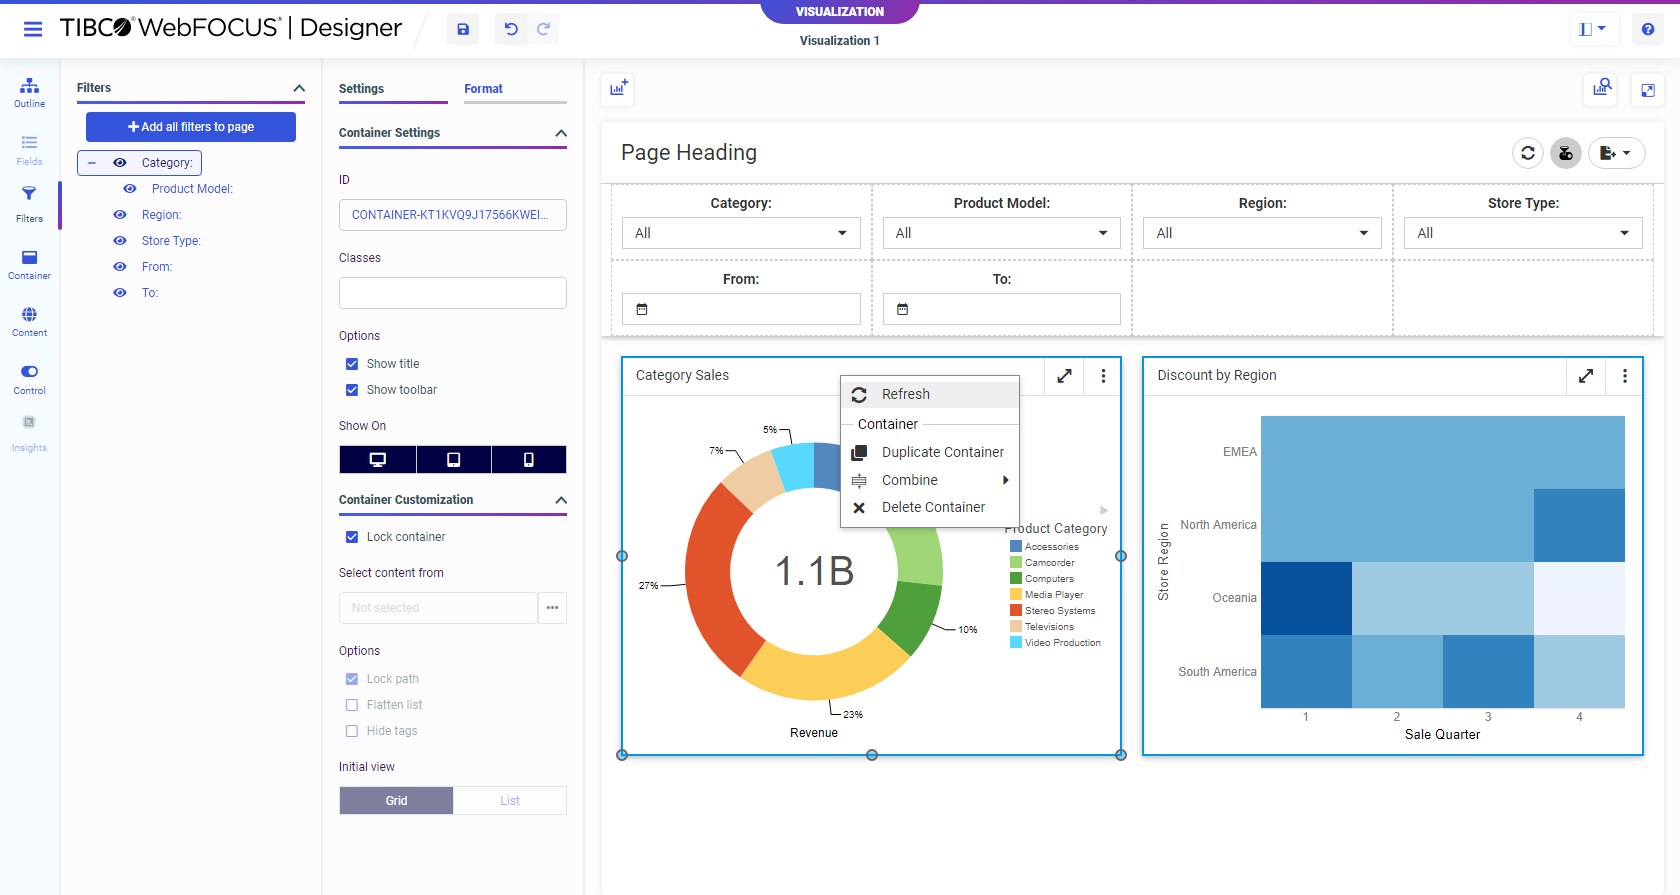 VISUALIZATION
TIBCO® WebFOCUS® | Designer
Visualization 1
Outline
Fields
Filters
Container
Content
Control
Insights
Filters
Add all filters to page
Category:
Product Model:
Region:
Store Type:
From:
To:
Settings
Format
Container Settings
ID
CONTAINER-KT1KVQ9J17566KWEI...
Classes
Options
Show title
Show toolbar
Show On
Container Customization
Lock container
Select content from
Not selected
Options
Lock path
Flatten list
Hide tags
Initial view
Grid
List
Page Heading
Category:
Product Model:
Region:
Store Type:
All
All
All
All
From:
To:
Category Sales
Refresh
Container
Duplicate Container
Combine
Delete Container
5%
7%
27%
1.1B
10%
23%
Revenue
Product Category
Accessories
Camcorder
Computers
Media Player
Stereo Systems
Televisions
Video Production
Discount by Region
Store Region
EMEA
North America
Oceania
South America
1 2 3 4
Sale Quarter